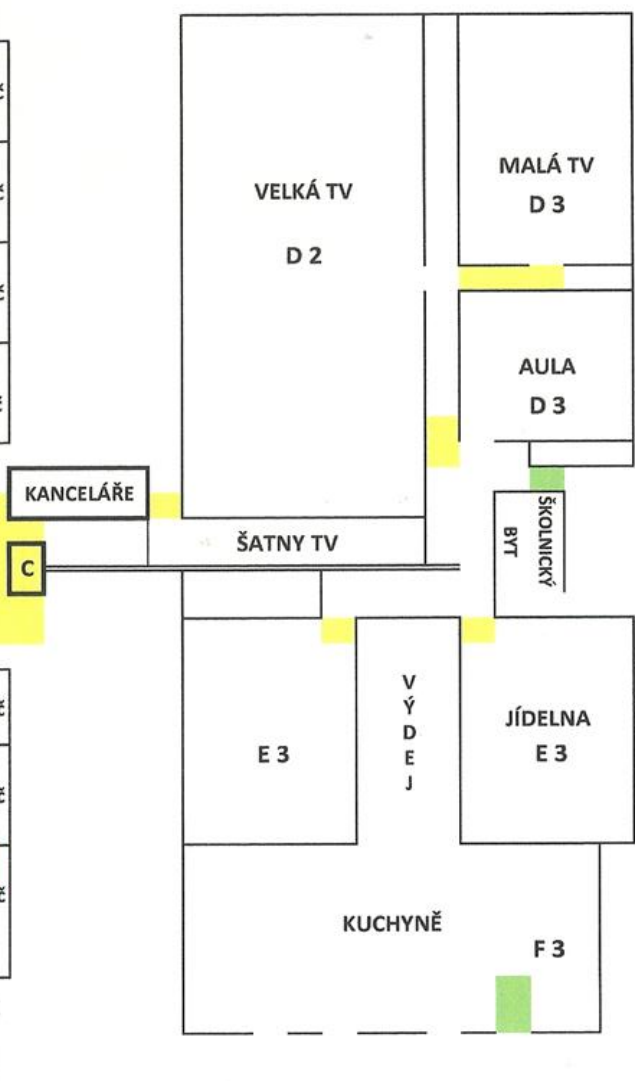 VELKÁ TV
D 2
MALÁ TV
D 3
AULA
D 3
KANCELÁŘE
C
ŠATNY TV
ŠKOLNICKÝ
BYT
E 3
V
Ý
D
E
J
JÍDELNA
E 3
KUCHYNĚ
F 3